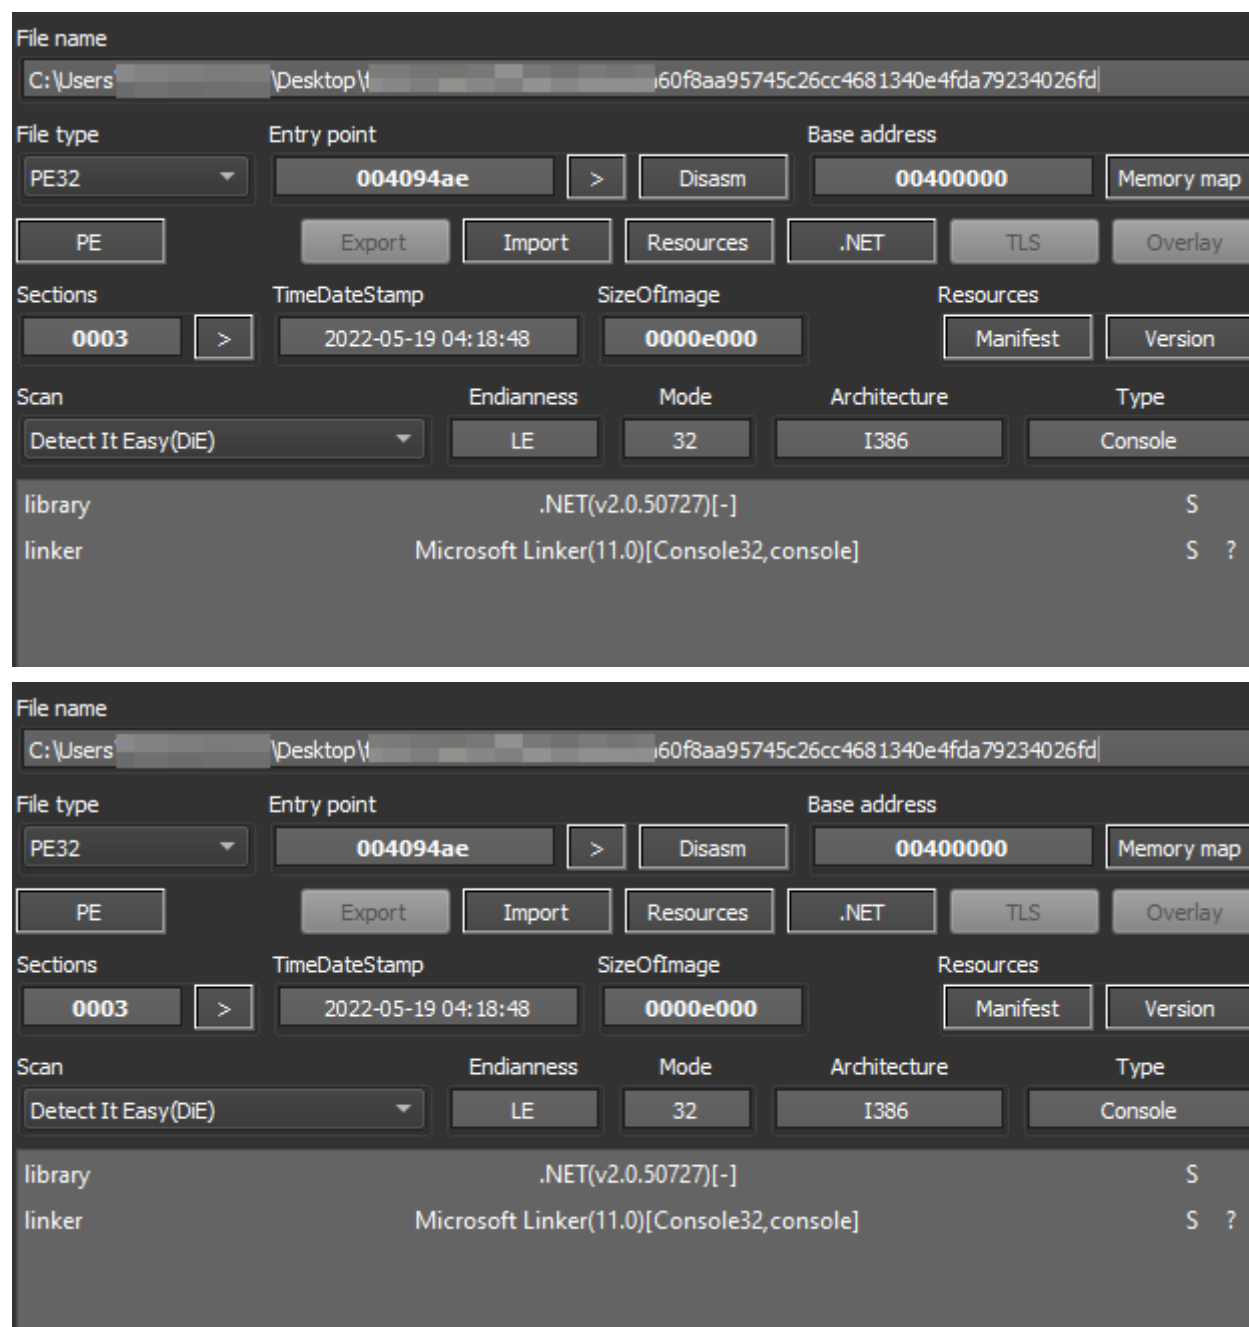 File name
C:\Users \Desktop\ 60f8aa95745c26cc4681340e4fda79234026fd
File type Entry point Base address
PE32 004094ae > Disasm 00400000 Memory map
PE Export Import Resources .NET TLS Overlay
Sections TimeDateStamp SizeOfImage Resources
0003 > 2022-05-19 04:18:48 0000e000 Manifest Version
Scan Endianness Mode Architecture Type
Detect It Easy(DiE) LE 32 I386 Console
library .NET(v2.0.50727)[-] S
linker Microsoft Linker(11.0)[Console32,console] S ?
File name
C:\Users \Desktop\ 60f8aa95745c26cc4681340e4fda79234026fd
File type Entry point Base address
PE32 004094ae > Disasm 00400000 Memory map
PE Export Import Resources .NET TLS Overlay
Sections TimeDateStamp SizeOfImage Resources
0003 > 2022-05-19 04:18:48 0000e000 Manifest Version
Scan Endianness Mode Architecture Type
Detect It Easy(DiE) LE 32 I386 Console
library .NET(v2.0.50727)[-] S
linker Microsoft Linker(11.0)[Console32,console] S ?